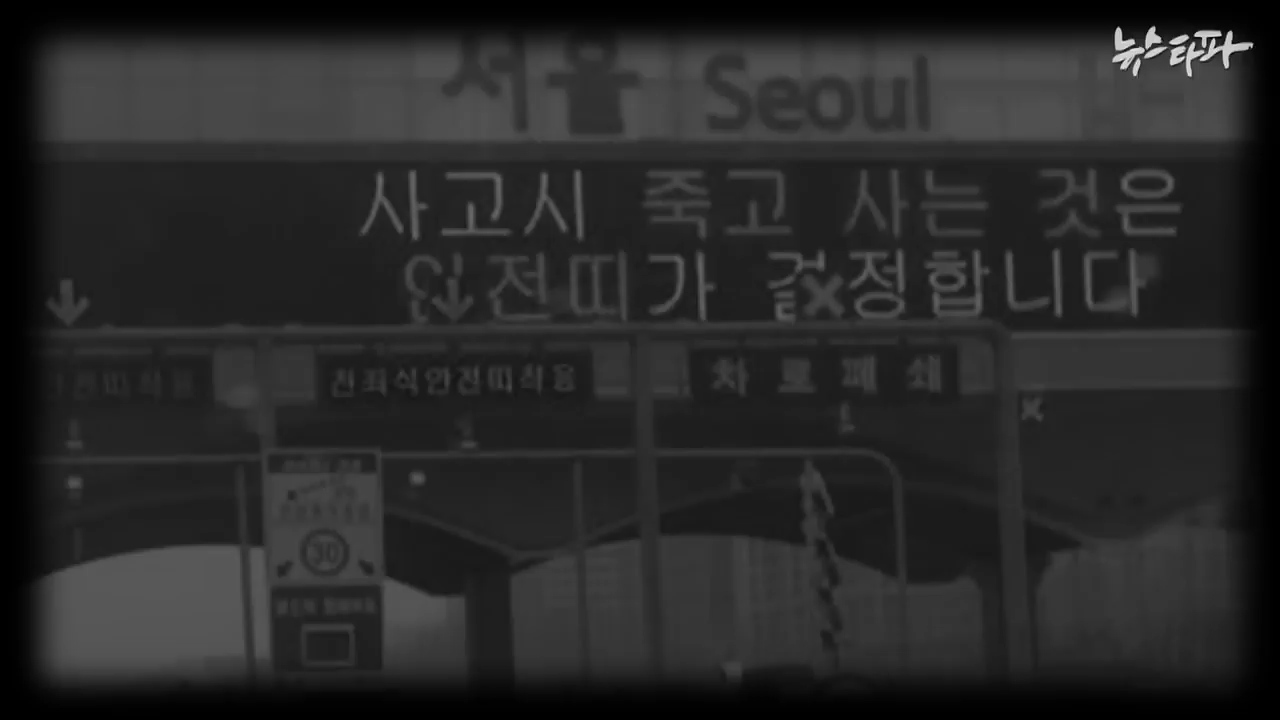 뉴스타파
서울 Seoul
사고시 죽고 사는 것은
안전띠가 결정합니다
전좌석안전띠착용
차로폐쇄
30